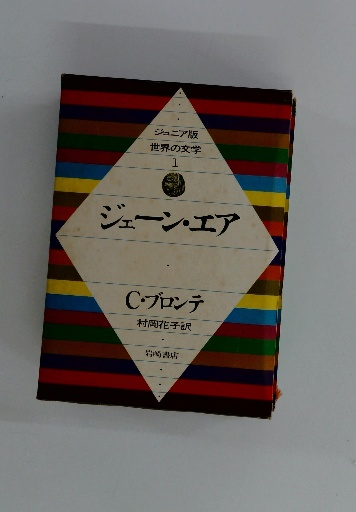 ジュニア版
世界の文学
1
ジェーン・エア
C・ブロンテ
村岡花子訳
岩崎書店